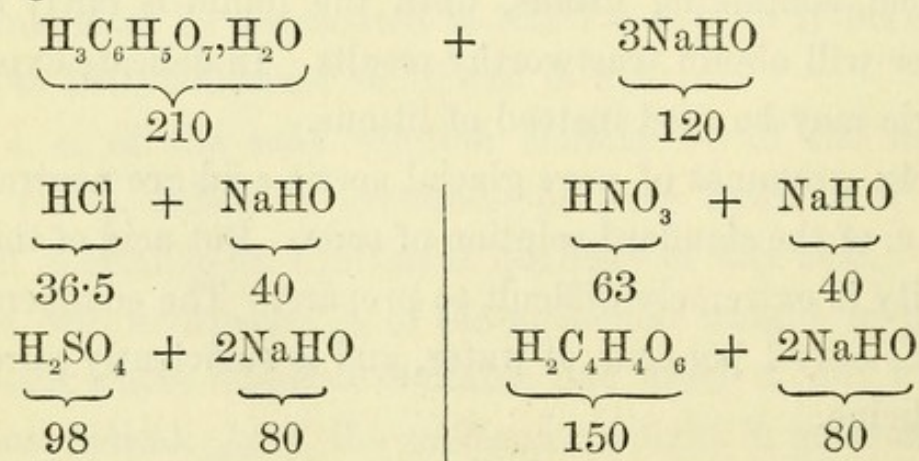 H₃C₆H₅O₇,H₂O + 3NaHO
210 120
HCl + NaHO HNO₃ + NaHO
36·5 40 63 40
H₂SO₄ + 2NaHO H₂C₄H₄O₆ + 2NaHO
98 80 150 80